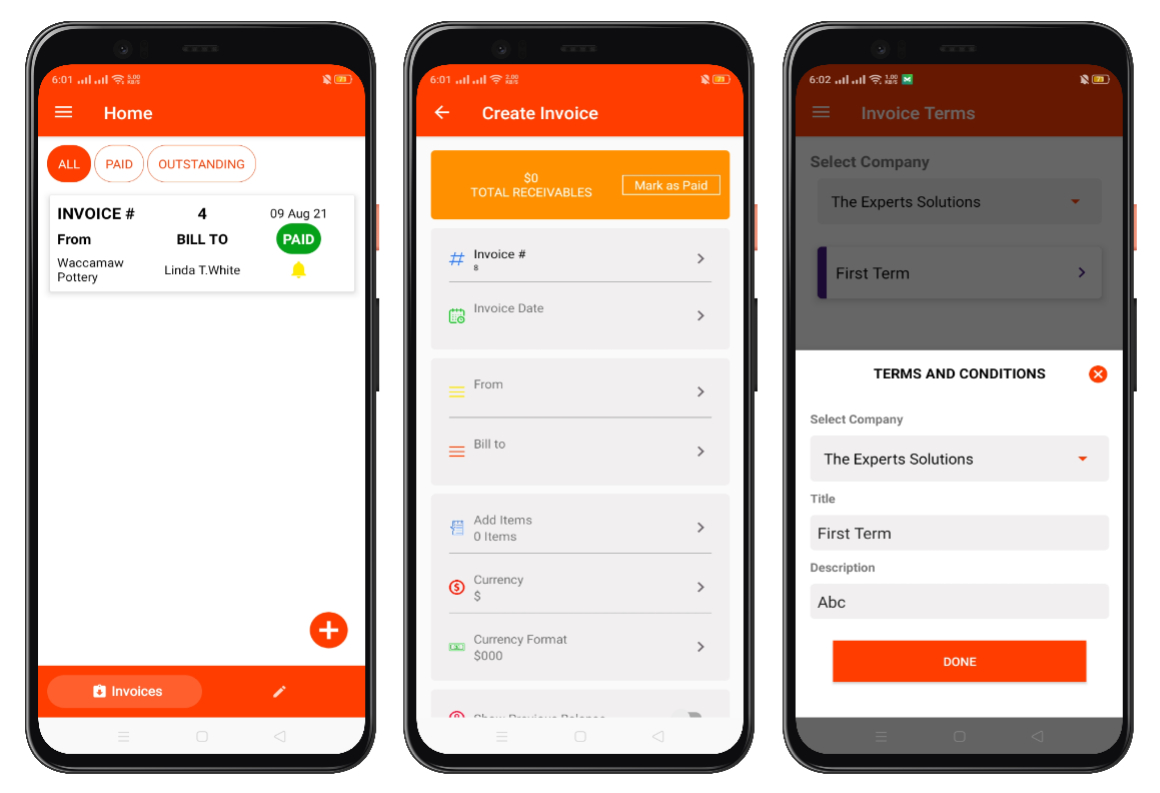 6:01
Home
ALL PAID OUTSTANDING
INVOICE # 4 09 Aug 21
From BILL TO PAID
Waccamaw
Pottery
Linda T.White
Invoices
6:01
Create Invoice
$0
TOTAL RECEIVABLES
Mark as Paid
Invoice #
8
Invoice Date
From
Bill to
Add Items
0 Items
Currency
$
Currency Format
$000
Show Previous Balance
6:02
Invoice Terms
Select Company
The Experts Solutions
First Term
TERMS AND CONDITIONS
Select Company
The Experts Solutions
Title
First Term
Description
Abc
DONE